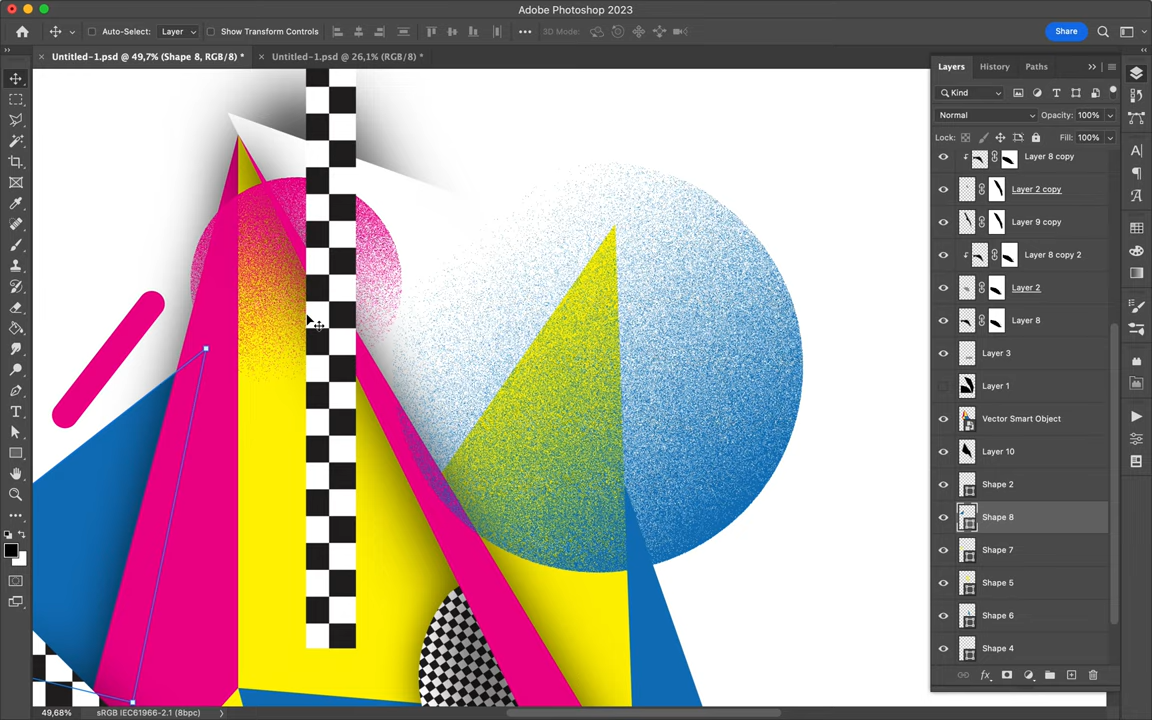 Adobe Photoshop 2023
Auto-Select:
Layer
Show Transform Controls
3D Mode:
Share
Untitled-1.psd @ 49,7% (Shape 8, RGB/8) *
Untitled-1.psd @ 26,1% (RGB/8) *
Layers
History
Paths
Kind
Normal
Opacity: 100%
Lock:
Fill: 100%
Layer 8 copy
Layer 2 copy
Layer 9 copy
Layer 8 copy 2
Layer 2
Layer 8
Layer 3
Layer 1
Vector Smart Object
Layer 10
Shape 2
Shape 8
Shape 7
Shape 5
Shape 6
Shape 4
fx
49,68%
sRGB IEC61966-2.1 (8bpc)